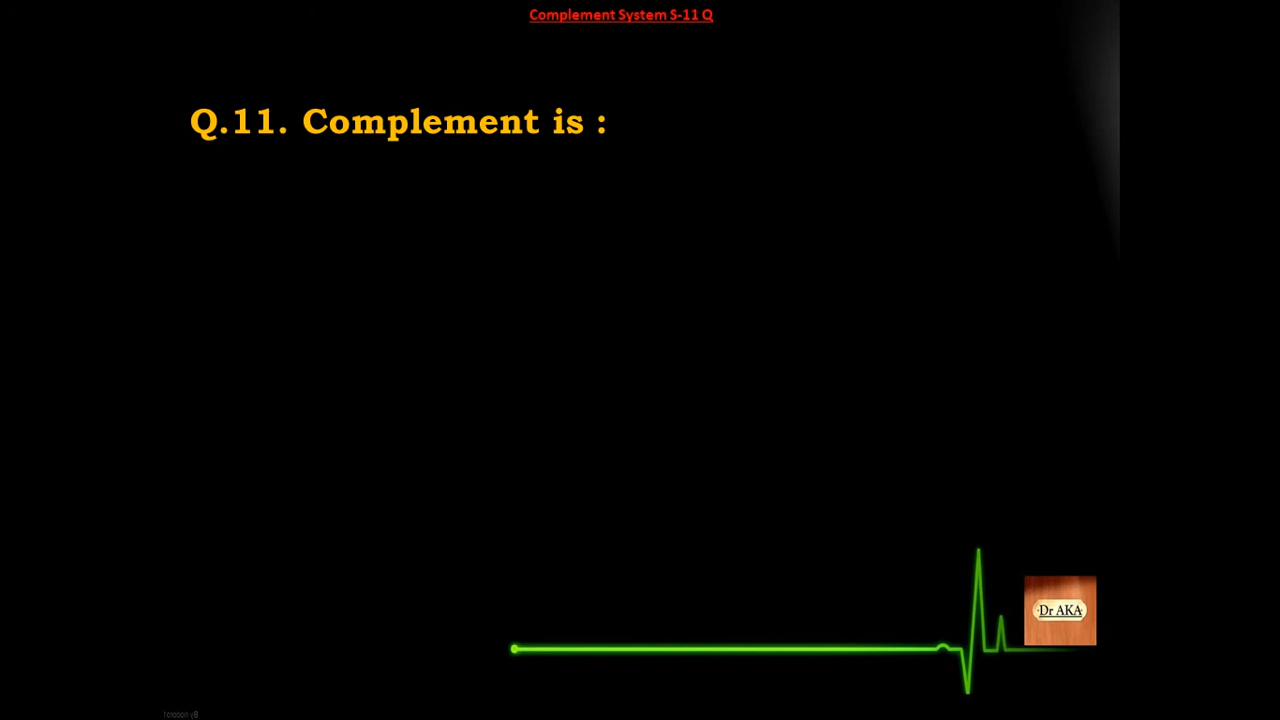 Complement System S-11 Q
Q.11. Complement is :
Dr AKA